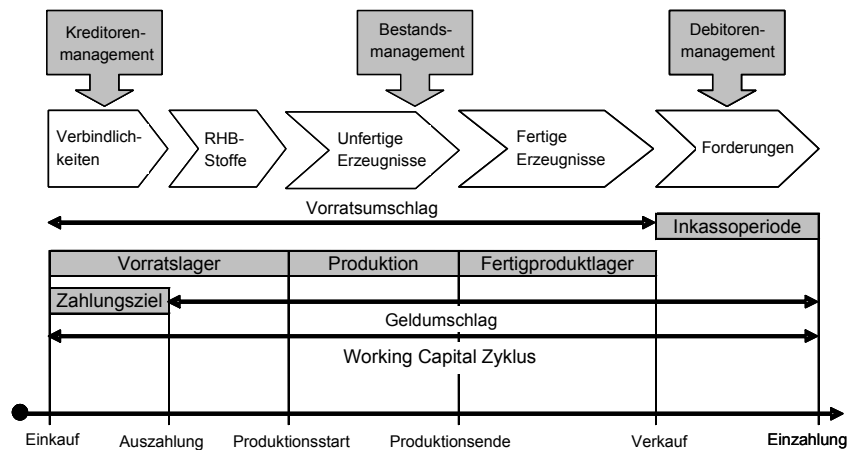 Kreditoren-
management
Bestands-
management
Debitoren-
management
Verbindlich-
keiten
RHB-
Stoffe
Unfertige
Erzeugnisse
Fertige
Erzeugnisse
Forderungen
Vorratsumschlag
Inkassoperiode
Vorratslager
Produktion
Fertigproduktlager
Zahlungsziel
Geldumschlag
Working Capital Zyklus
Einkauf
Auszahlung
Produktionsstart
Produktionsende
Verkauf
Einzahlung